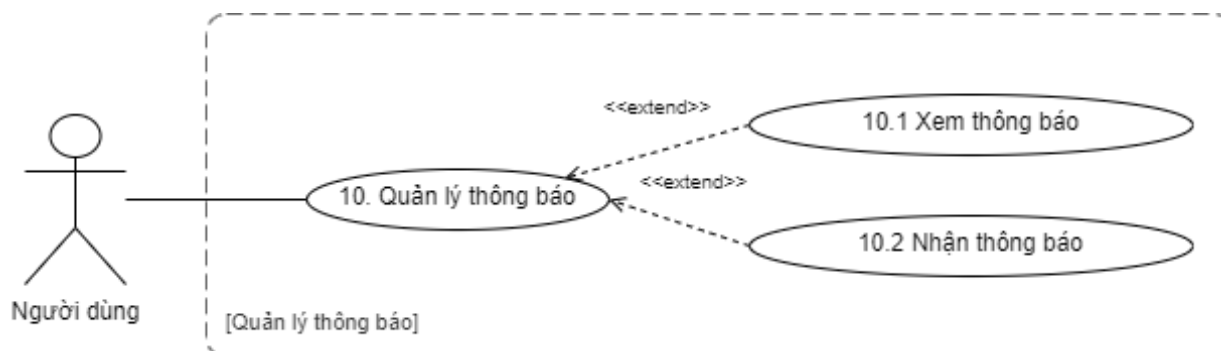 <<extend>>
10.1 Xem thông báo
10. Quản lý thông báo
<<extend>>
10.2 Nhận thông báo
Người dùng
[Quản lý thông báo]